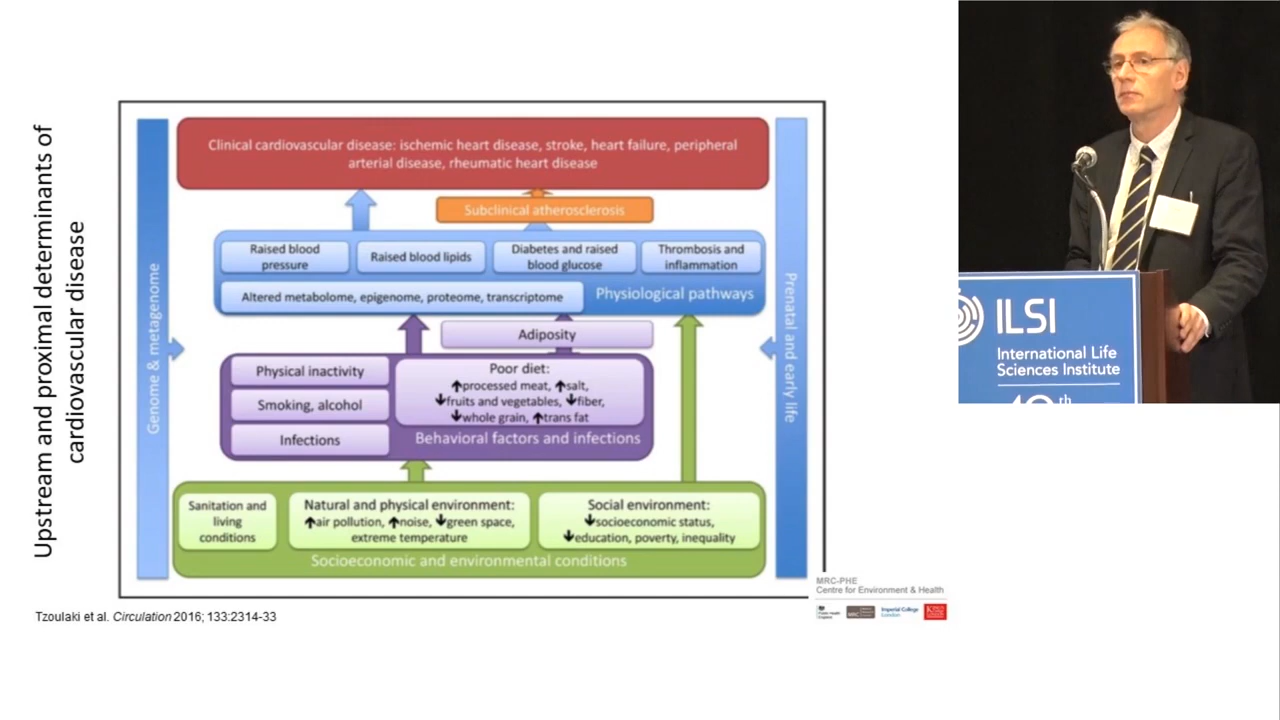 Upstream and proximal determinants of
cardiovascular disease
Genome & metagenome
Clinical cardiovascular disease: ischemic heart disease, stroke, heart failure, peripheral
arterial disease, rheumatic heart disease
Subclinical atherosclerosis
Raised blood
pressure
Raised blood lipids
Diabetes and raised
blood glucose
Thrombosis and
inflammation
Altered metabolome, epigenome, proteome, transcriptome
Physiological pathways
Adiposity
Physical inactivity
Smoking, alcohol
Infections
Poor diet:
↑processed meat, ↑salt,
↓fruits and vegetables, ↓fiber,
↓whole grain, ↑trans fat
Behavioral factors and infections
Sanitation and
living
conditions
Natural and physical environment:
↑air pollution, ↑noise, ↓green space,
extreme temperature
Social environment:
↓socioeconomic status,
↓education, poverty, inequality
Socioeconomic and environmental conditions
Prenatal and early life
Tzoulaki et al. Circulation 2016; 133:2314-33
MRC-PHE
Centre for Environment & Health
Imperial College
London
ILSI
International Life
Sciences Institute